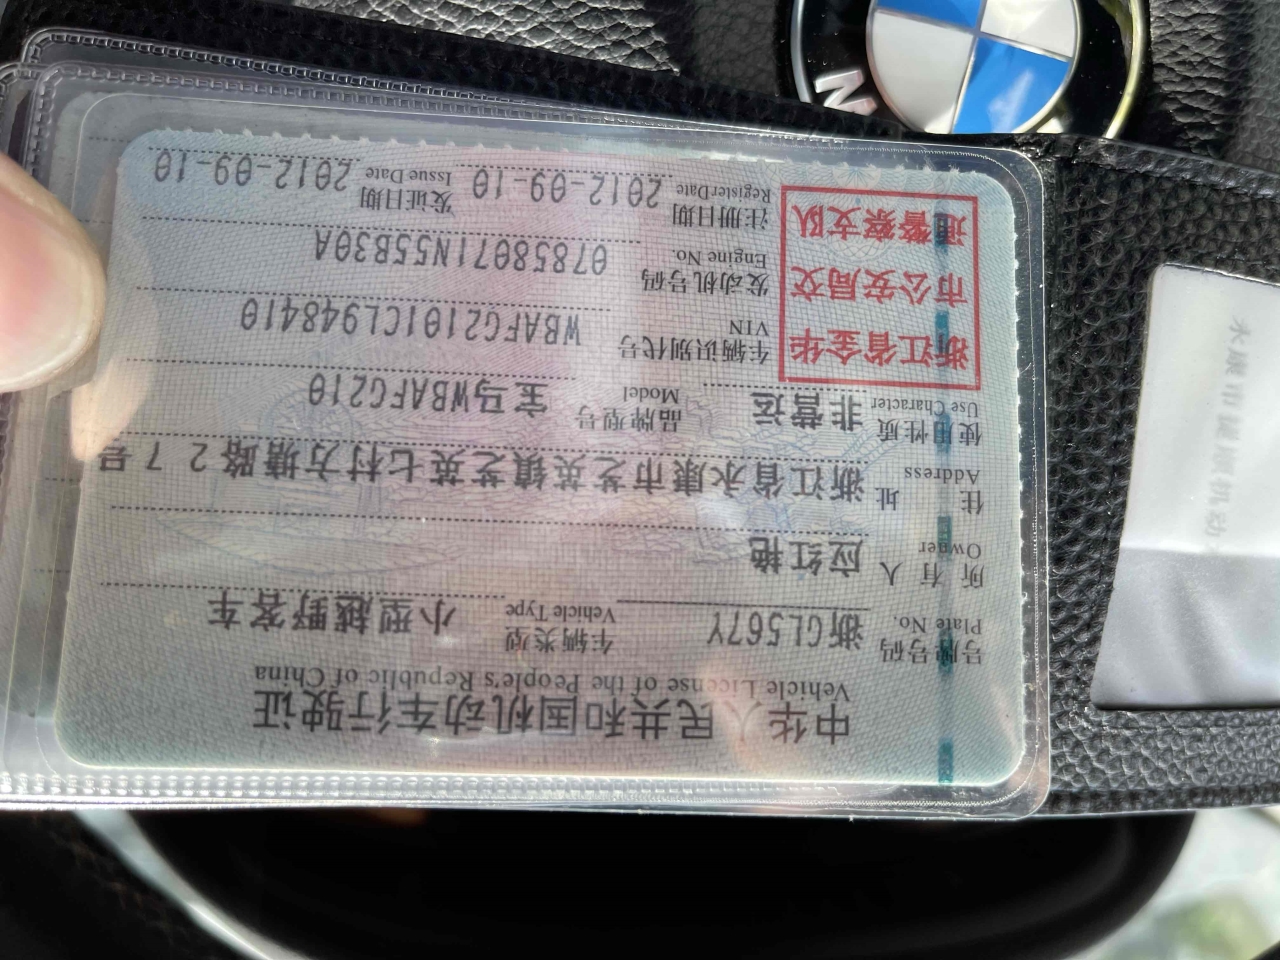 中华人民共和国机动车行驶证
Vehicle License of the People's Republic of China
号牌号码 浙GL567Y 车辆类型 小型越野客车
Plate No. Vehicle Type
所有人 应红艳
Owner
住址 浙江省永康市芝英镇芝英七村方塘路27号
Address
使用性质 非营运 品牌型号 宝马WBAFG210
Use Character Model
浙江省金华
市公安局交
通警察支队
车辆识别代号 WBAFG2101CL948410
VIN
发动机号码 07858071N55B30A
Engine No.
注册日期 2012-09-10 发证日期 2012-09-10
Register Date Issue Date
M